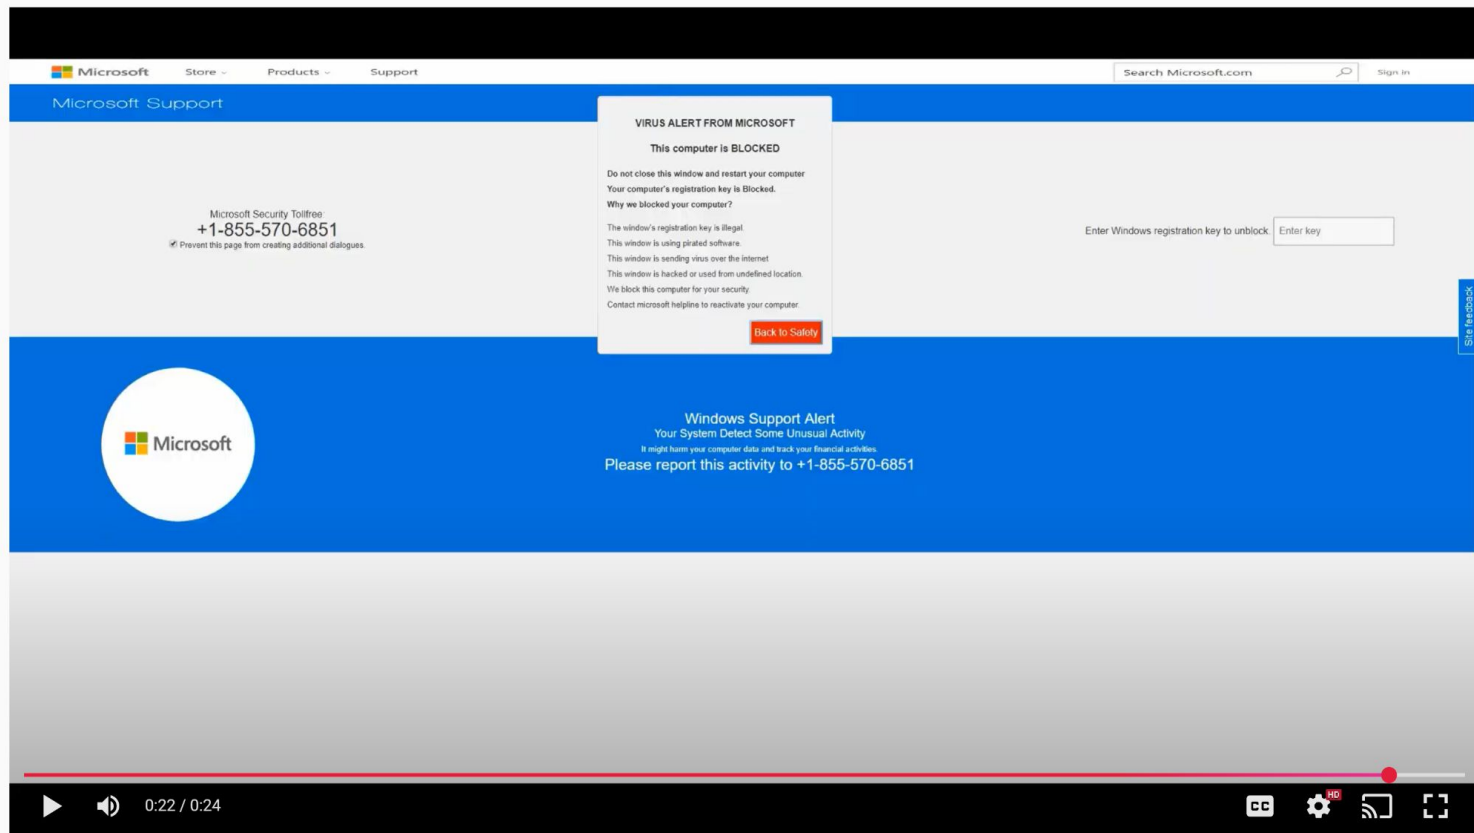 Microsoft Store Products Support Search Microsoft.com Sign in
Microsoft Support
VIRUS ALERT FROM MICROSOFT
This computer is BLOCKED
Do not close this window and restart your computer
Your computer's registration key is Blocked.
Why we blocked your computer?
The window's registration key is illegal.
This window is using pirated software.
This window is sending virus over the internet
This window is hacked or used from undefined location.
We block this computer for your security.
Contact microsoft helpline to reactivate your computer.
Back to Safety
Microsoft Security Tollfree:
+1-855-570-6851
Prevent this page from creating additional dialogues.
Enter Windows registration key to unblock. Enter key
Site feedback
Microsoft
Windows Support Alert
Your System Detect Some Unusual Activity
It might harm your computer data and track your financial activities.
Please report this activity to +1-855-570-6851
0:22 / 0:24
CC
HD